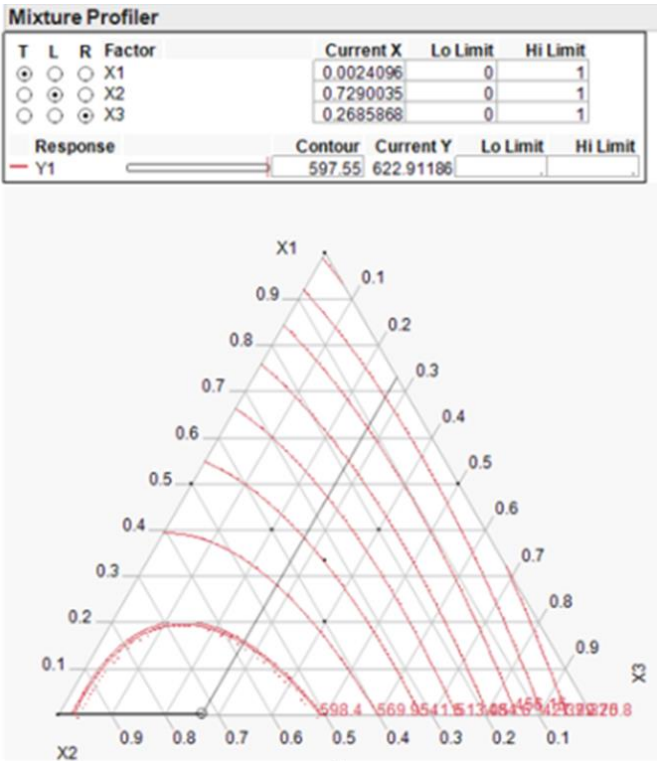 Mixture Profiler
T L R Factor Current X Lo Limit Hi Limit
X1 0.0024096 0 1
X2 0.7290035 0 1
X3 0.2685868 0 1
Response Contour Current Y Lo Limit Hi Limit
Y1 597.55 622.91186 . .
X1
0.1
0.9
0.2
0.8
0.3
0.7
0.4
0.6
0.5
0.5
0.6
0.4
0.7
0.3
0.8
0.2
0.9
0.1
X3
598.4 569.9 541.
0.9 0.8 0.7 0.6 0.5 0.4 0.3 0.2 0.1
X2